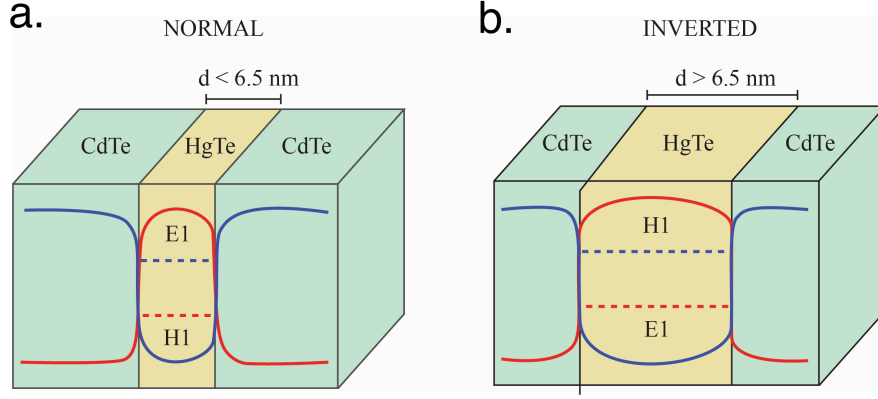 a.
NORMAL
d < 6.5 nm
CdTe
HgTe
CdTe
E1
H1
b.
INVERTED
d > 6.5 nm
CdTe
HgTe
CdTe
H1
E1